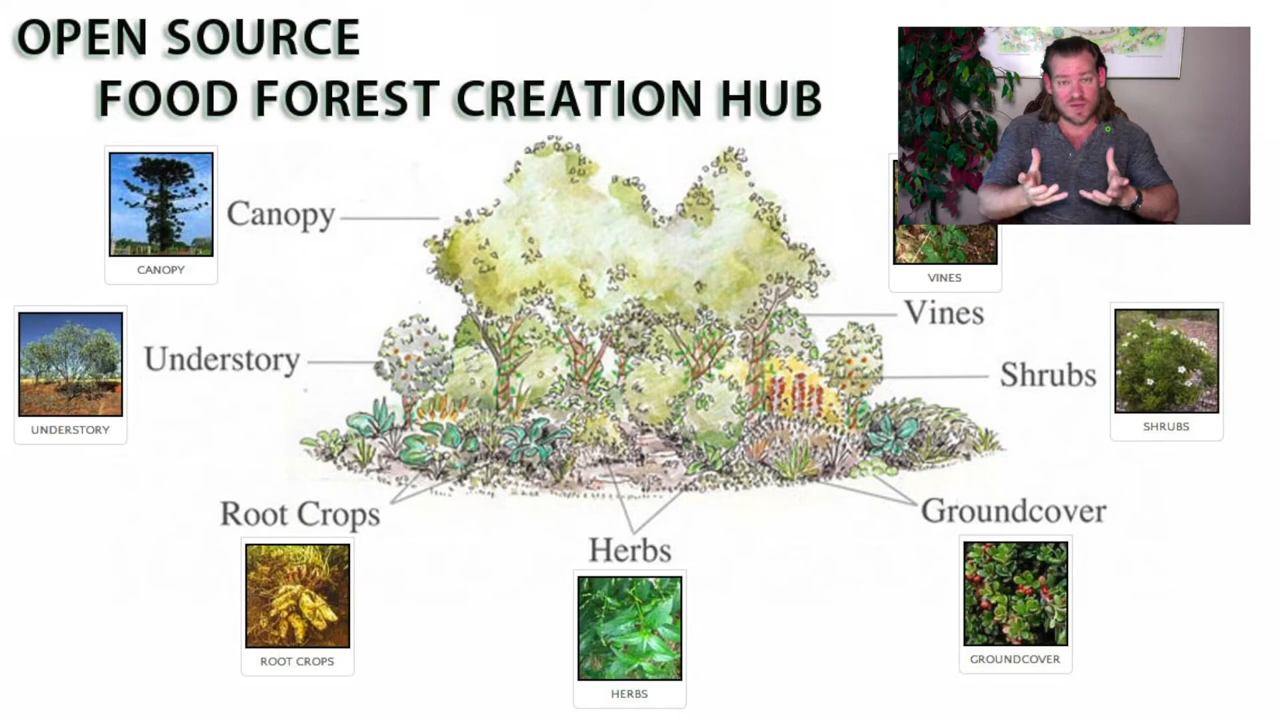 OPEN SOURCE
FOOD FOREST CREATION HUB
CANOPY
Canopy
VINES
Vines
UNDERSTORY
Understory
Shrubs
SHRUBS
Root Crops
Groundcover
Herbs
ROOT CROPS
GROUNDCOVER
HERBS